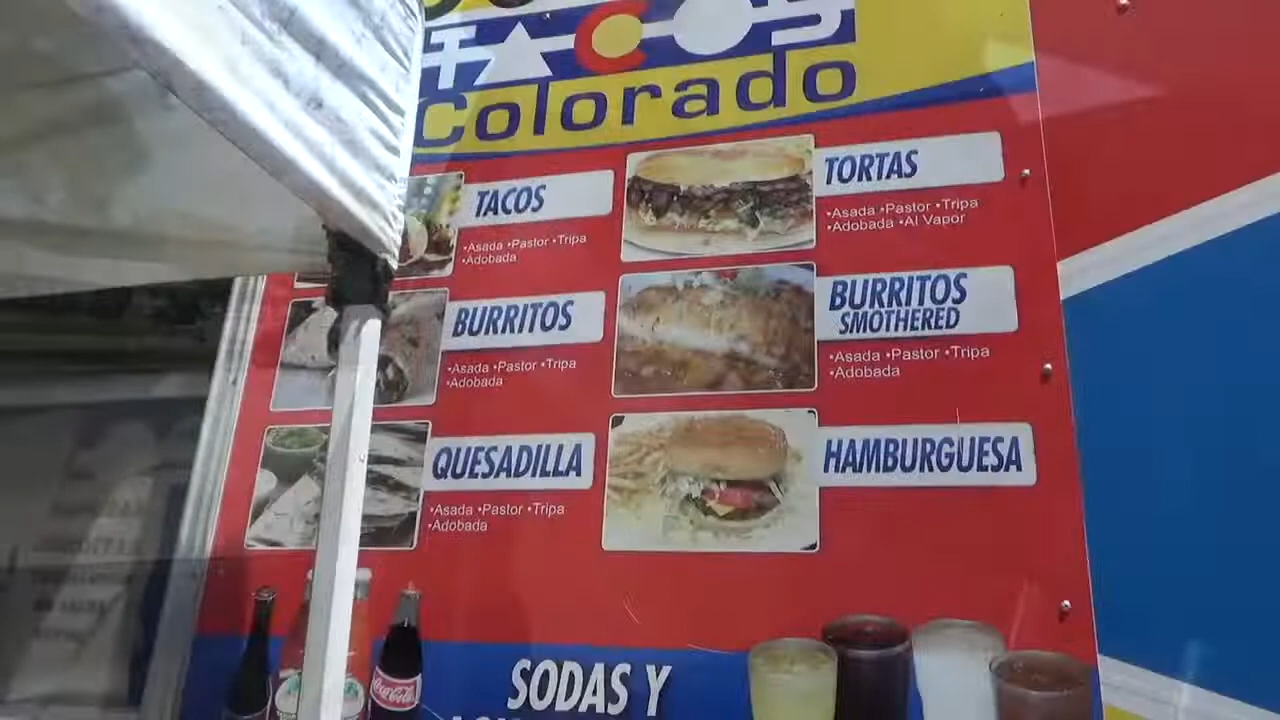 TACOS
Colorado
TACOS
•Asada •Pastor •Tripa
•Adobada
BURRITOS
•Asada •Pastor •Tripa
•Adobada
QUESADILLA
•Asada •Pastor •Tripa
•Adobada
TORTAS
•Asada •Pastor •Tripa
•Adobada •Al Vapor
BURRITOS
SMOTHERED
•Asada •Pastor •Tripa
•Adobada
HAMBURGUESA
Coca-Cola
SODAS Y